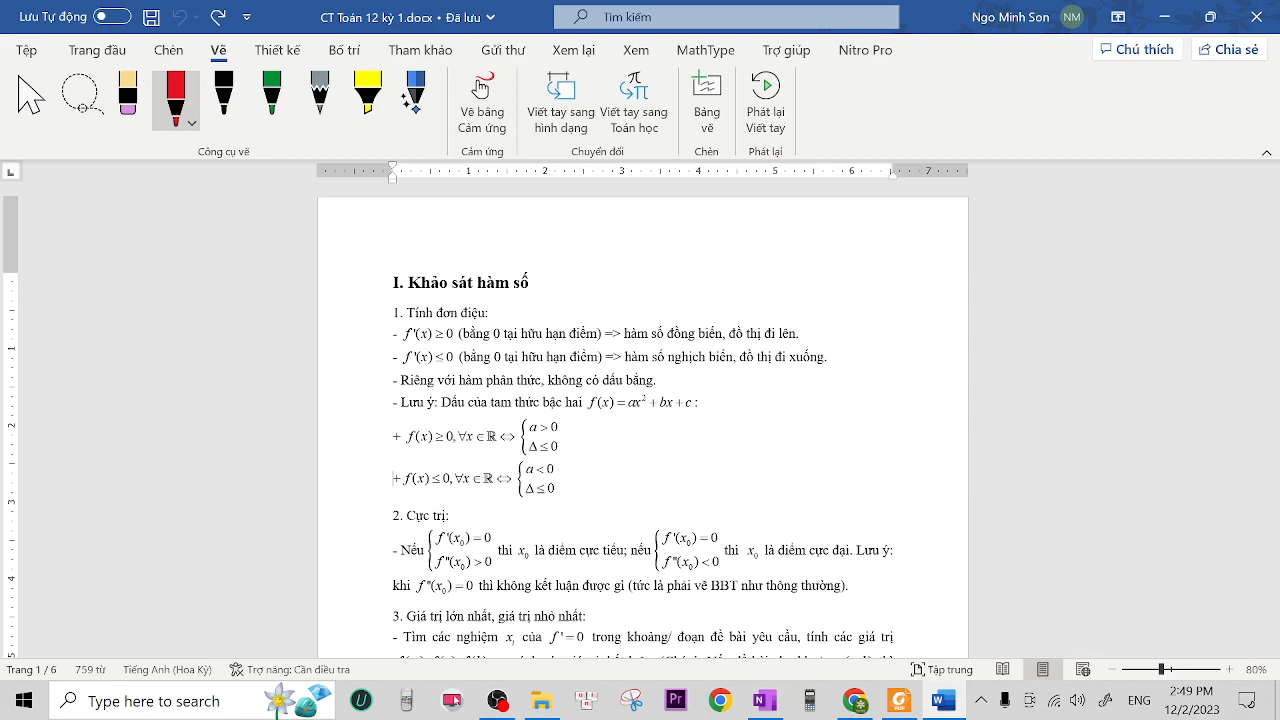 Lưu Tự Động
CT Toán 12 kỳ 1.docx • Đã lưu
Tìm kiếm
Ngo Minh Son
NM
Tệp Trang đầu Chèn Vẽ Thiết kế Bố trí Tham khảo Gửi thư Xem lại Xem MathType Trợ giúp Nitro Pro
Chú thích
Chia sẻ
Vẽ bằng Cảm ứng
Viết tay sang hình dạng
Viết tay sang Toán học
Bảng vẽ
Phát lại Viết tay
Công cụ vẽ Cảm ứng Chuyển đổi Chèn Phát lại
1 2 3 4 5 6 7
I. Khảo sát hàm số
1. Tính đơn điệu:
- f'(x) ≥ 0 (bằng 0 tại hữu hạn điểm) => hàm số đồng biến, đồ thị đi lên.
- f'(x) ≤ 0 (bằng 0 tại hữu hạn điểm) => hàm số nghịch biến, đồ thị đi xuống.
- Riêng với hàm phân thức, không có dấu bằng.
- Lưu ý: Dấu của tam thức bậc hai f(x) = ax² + bx + c :
+ f(x) ≥ 0, ∀x ∈ ℝ ⇔ { a > 0 Δ ≤ 0
+ f(x) ≤ 0, ∀x ∈ ℝ ⇔ { a < 0 Δ ≤ 0
2. Cực trị:
- Nếu { f'(x₀) = 0 f''(x₀) > 0 thì x₀ là điểm cực tiểu; nếu { f'(x₀) = 0 f''(x₀) < 0 thì x₀ là điểm cực đại. Lưu ý:
khi f''(x₀) = 0 thì không kết luận được gì (tức là phải vẽ BBT như thông thường).
3. Giá trị lớn nhất, giá trị nhỏ nhất:
- Tìm các nghiệm xᵢ của f' = 0 trong khoảng/ đoạn đề bài yêu cầu, tính các giá trị
Trang 1 / 6 759 từ Tiếng Anh (Hoa Kỳ) Trợ năng: Cần điều tra Tập trung 80%
Type here to search
ENG
2:49 PM
12/2/2023